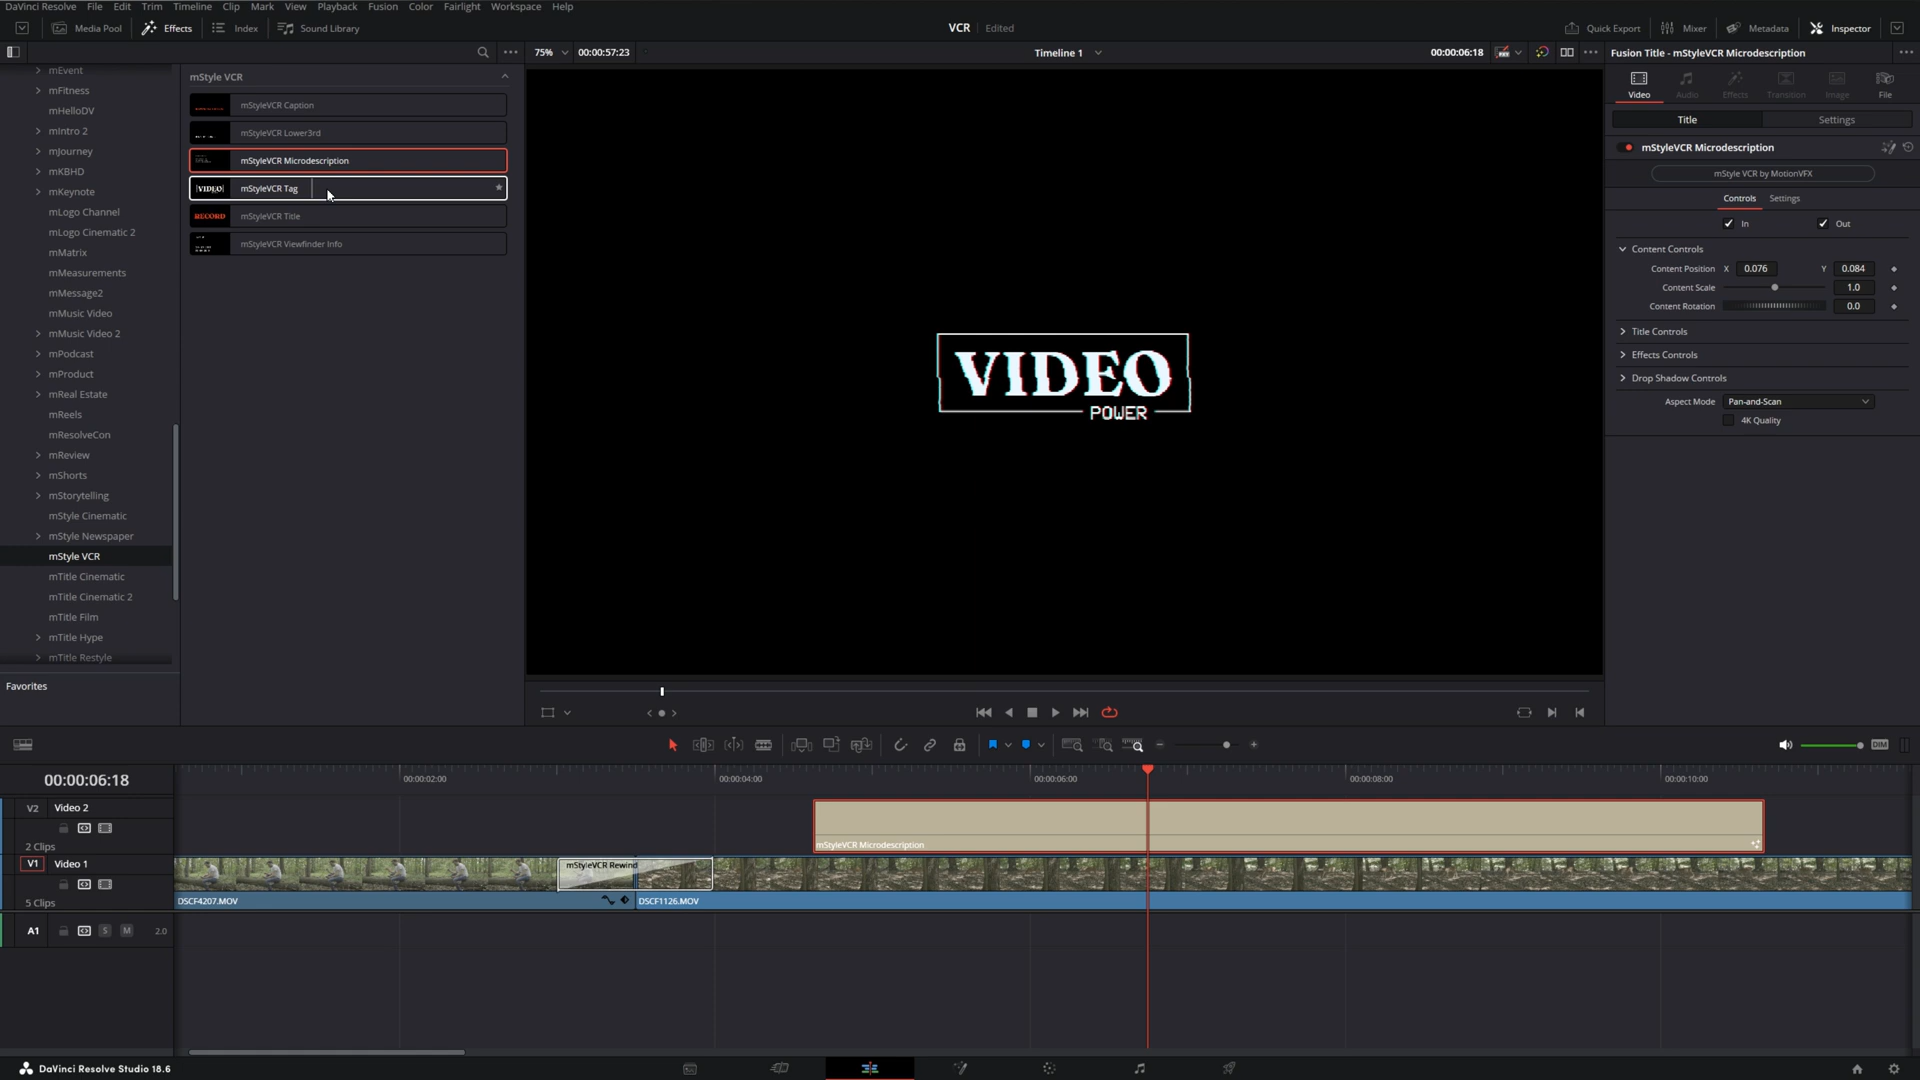 DaVinci Resolve File Edit Trim Timeline Clip Mark View Playback Fusion Color Fairlight Workspace Help
Media Pool Effects Index Sound Library
VCR Edited
Quick Export Mixer Metadata Inspector
75% 00:00:57:23
Timeline 1
00:00:06:18
Fusion Title - mStyleVCR Microdescription
mEvent
mFitness
mHelloDV
mIntro 2
mJourney
mKBHD
mKeynote
mLogo Channel
mLogo Cinematic 2
mMatrix
mMeasurements
mMessage2
mMusic Video
mMusic Video 2
mPodcast
mProduct
mReal Estate
mReels
mResolveCon
mReview
mShorts
mStorytelling
mStyle Cinematic
mStyle Newspaper
mStyle VCR
mTitle Cinematic
mTitle Cinematic 2
mTitle Film
mTitle Hype
mTitle Restyle
Favorites
mStyle VCR
mStyleVCR Caption
mStyleVCR Lower3rd
mStyleVCR Microdescription
VIDEO mStyleVCR Tag
RECORD mStyleVCR Title
mStyleVCR Viewfinder Info
VIDEO
POWER
Video Audio Effects Transition Image File
Title Settings
mStyleVCR Microdescription
mStyle VCR by MotionVFX
Controls Settings
In Out
Content Controls
Content Position X 0.076 Y 0.084
Content Scale 1.0
Content Rotation 0.0
Title Controls
Effects Controls
Drop Shadow Controls
Aspect Mode Pan-and-Scan
4K Quality
DIM
00:00:06:18
00:00:02:00 00:00:04:00 00:00:06:00 00:00:08:00 00:00:10:00
V2 Video 2
2 Clips
mStyleVCR Microdescription
V1 Video 1
mStyleVCR Rewind
5 Clips
DSCF4207.MOV DSCF1126.MOV
A1 S M 2.0
DaVinci Resolve Studio 18.6